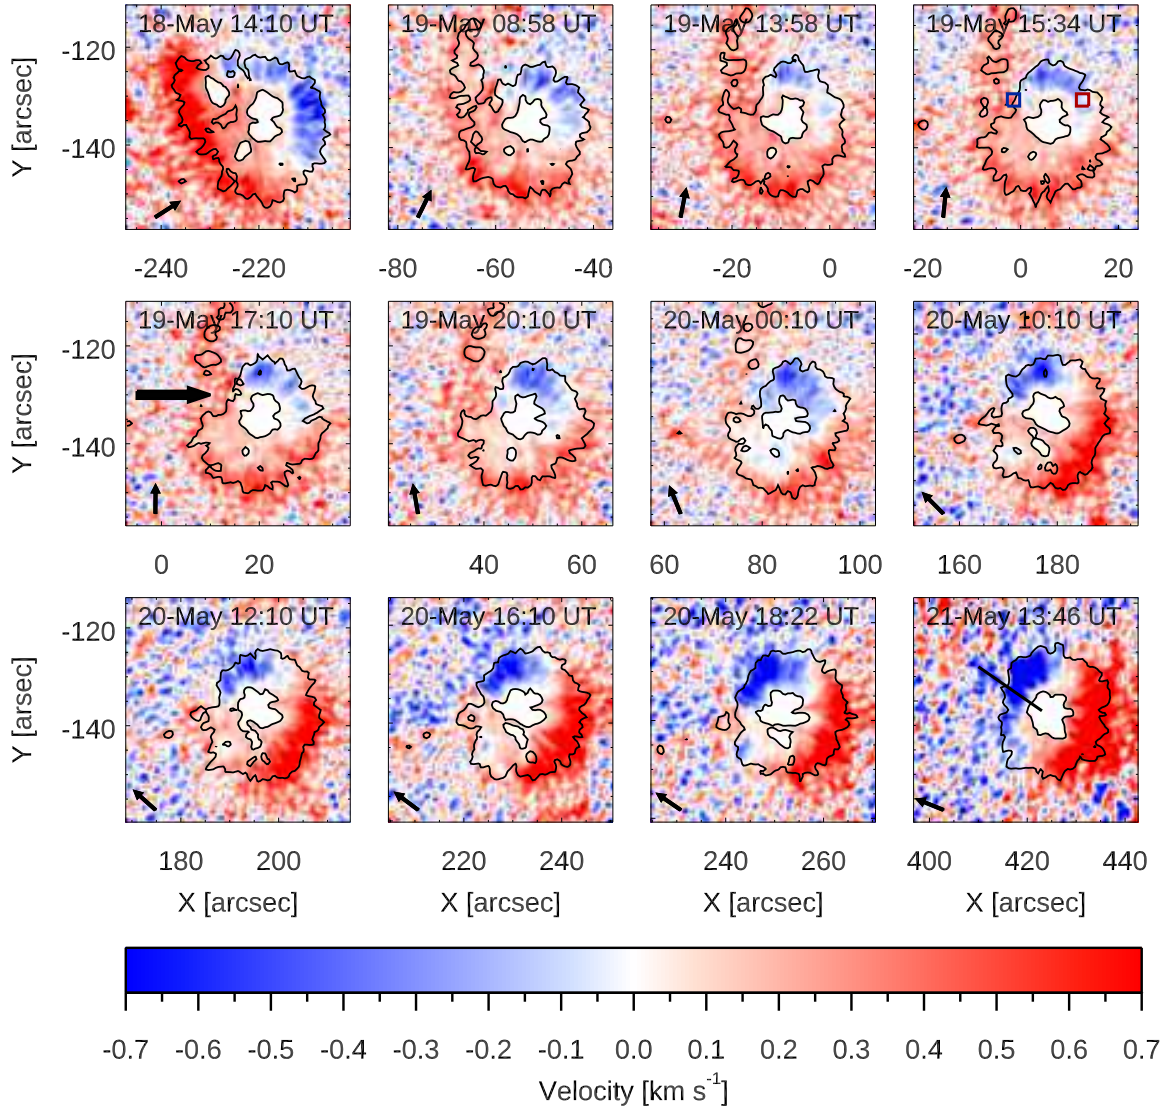 18-May 14:10 UT 19-May 08:58 UT 19-May 13:58 UT 19-May 15:34 UT
-120
-140
Y [arcsec]
-240 -220 -80 -60 -40 -20 0 -20 0 20
19-May 17:10 UT 19-May 20:10 UT 20-May 00:10 UT 20-May 10:10 UT
-120
-140
Y [arcsec]
0 20 40 60 60 80 100 160 180
20-May 12:10 UT 20-May 16:10 UT 20-May 18:22 UT 21-May 13:46 UT
-120
-140
Y [arsec]
180 200 220 240 240 260 400 420 440
X [arcsec] X [arcsec] X [arcsec] X [arcsec]
-0.7 -0.6 -0.5 -0.4 -0.3 -0.2 -0.1 0.0 0.1 0.2 0.3 0.4 0.5 0.6 0.7
Velocity [km s-1]